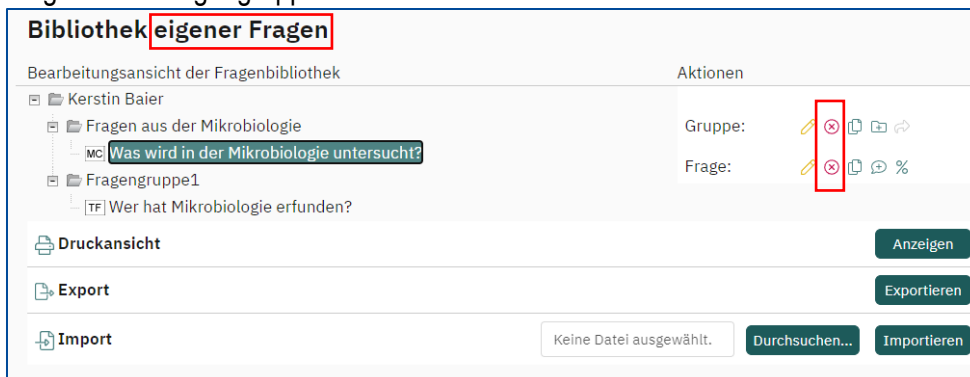 Bibliothek eigener Fragen
Bearbeitungsansicht der Fragenbibliothek Aktionen
Kerstin Baier
Fragen aus der Mikrobiologie Gruppe:
MC Was wird in der Mikrobiologie untersucht?
Frage: %
Fragengruppe1
TF Wer hat Mikrobiologie erfunden?
Druckansicht Anzeigen
Export Exportieren
Import Keine Datei ausgewählt. Durchsuchen... Importieren